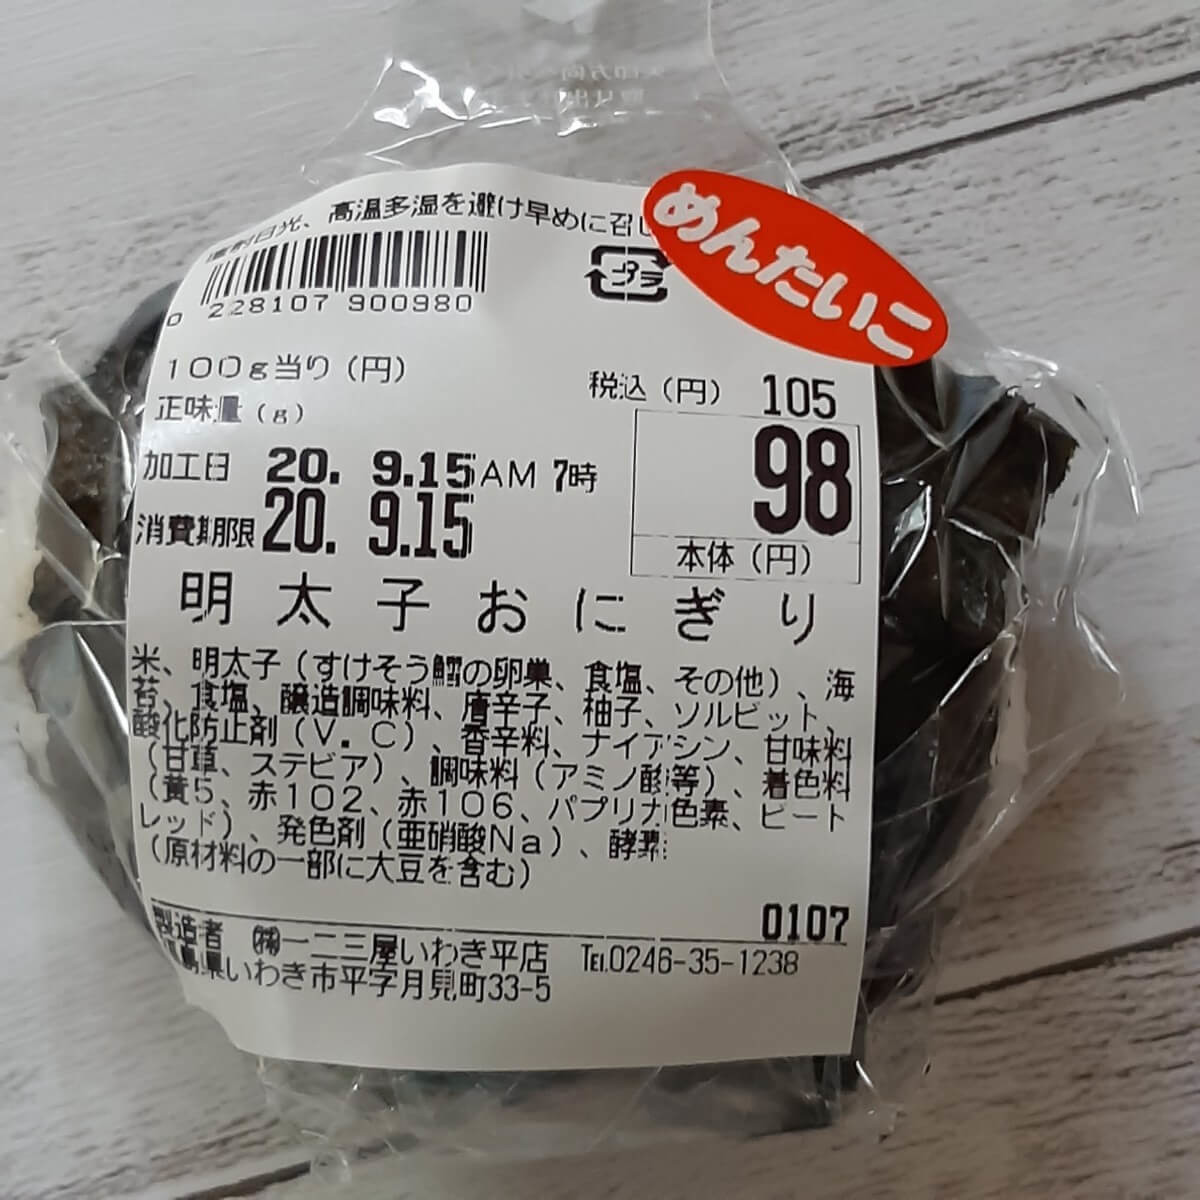 直射日光、高温多湿を避け早めに召し
めんたいこ
プラ
0 228107 900980
100g当り(円)
正味量(g)
税込(円) 105
98
本体(円)
加工日 20. 9.15 AM 7時
消費期限 20. 9.15
明太子おにぎり
米、明太子(すけそう鱈の卵巣、食塩、その他)、海
苔、食塩、醸造調味料、唐辛子、柚子、ソルビット、
酸化防止剤(V.C)、香辛料、ナイアシン、甘味料
(甘草、ステビア)、調味料(アミノ酸等)、着色料
(黄5、赤102、赤106、パプリカ色素、ビート
レッド)、発色剤(亜硝酸Na)、酵素
(原材料の一部に大豆を含む)
0107
製造者 ㈱一二三屋いわき平店 TEL.0246-35-1238
福島県いわき市平字月見町33-5